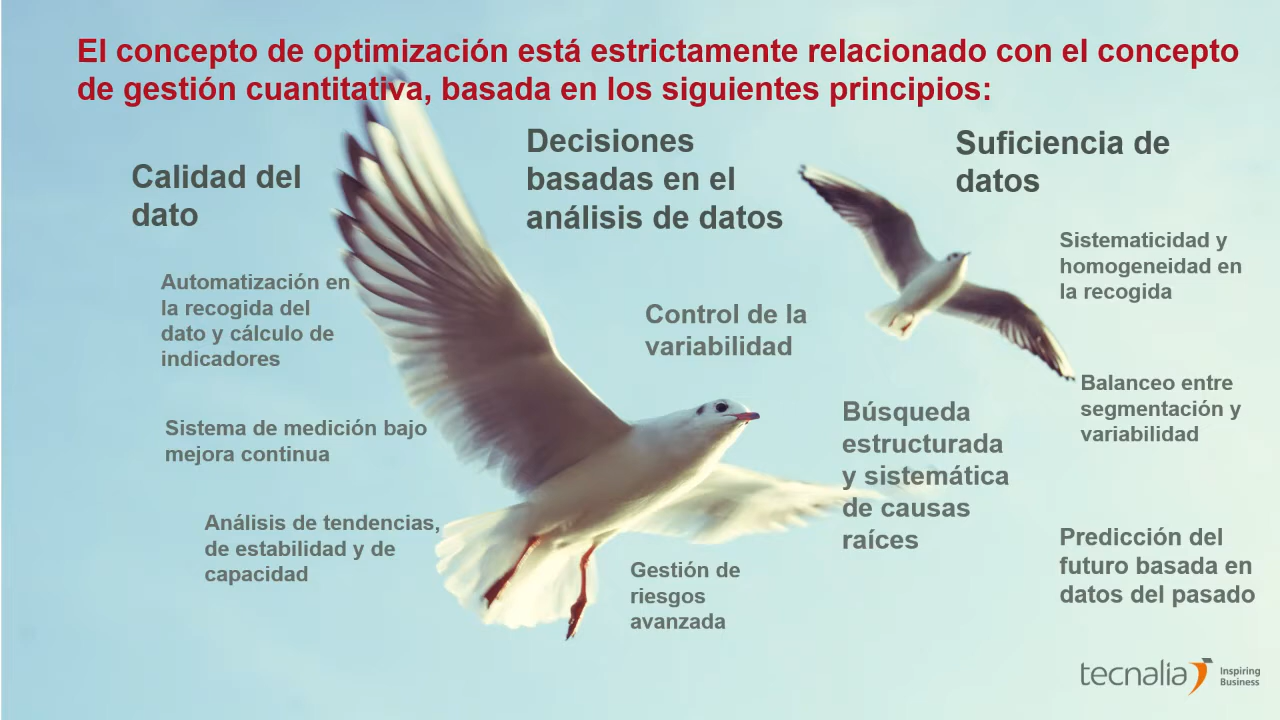 El concepto de optimización está estrictamente relacionado con el concepto
de gestión cuantitativa, basada en los siguientes principios:
Calidad del
dato
Automatización en
la recogida del
dato y cálculo de
indicadores
Sistema de medición bajo
mejora continua
Análisis de tendencias,
de estabilidad y de
capacidad
Decisiones
basadas en el
análisis de datos
Control de la
variabilidad
Búsqueda
estructurada
y sistemática
de causas
raíces
Gestión de
riesgos
avanzada
Suficiencia de
datos
Sistematicidad y
homogeneidad en
la recogida
Balanceo entre
segmentación y
variabilidad
Predicción del
futuro basada en
datos del pasado
tecnalia
Inspiring
Business